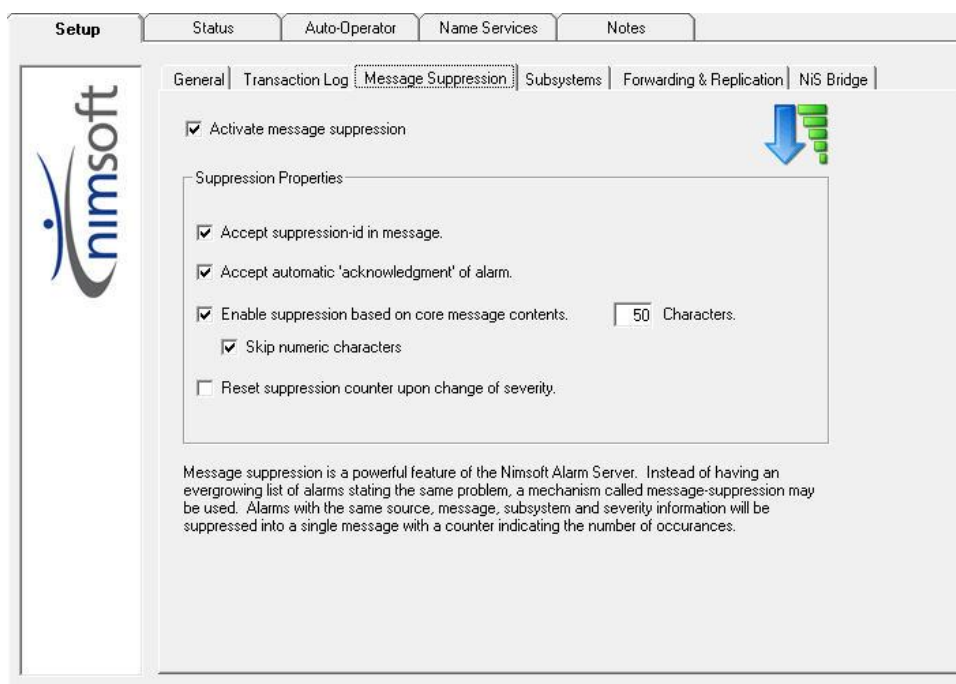 Setup Status Auto-Operator Name Services Notes
General Transaction Log Message Suppression Subsystems Forwarding & Replication NiS Bridge
nimsoft
Activate message suppression
Suppression Properties
Accept suppression-id in message.
Accept automatic 'acknowledgment' of alarm.
Enable suppression based on core message contents. 50 Characters.
Skip numeric characters
Reset suppression counter upon change of severity.
Message suppression is a powerful feature of the Nimsoft Alarm Server. Instead of having an
evergrowing list of alarms stating the same problem, a mechanism called message-suppression may
be used. Alarms with the same source, message, subsystem and severity information will be
suppressed into a single message with a counter indicating the number of occurances.